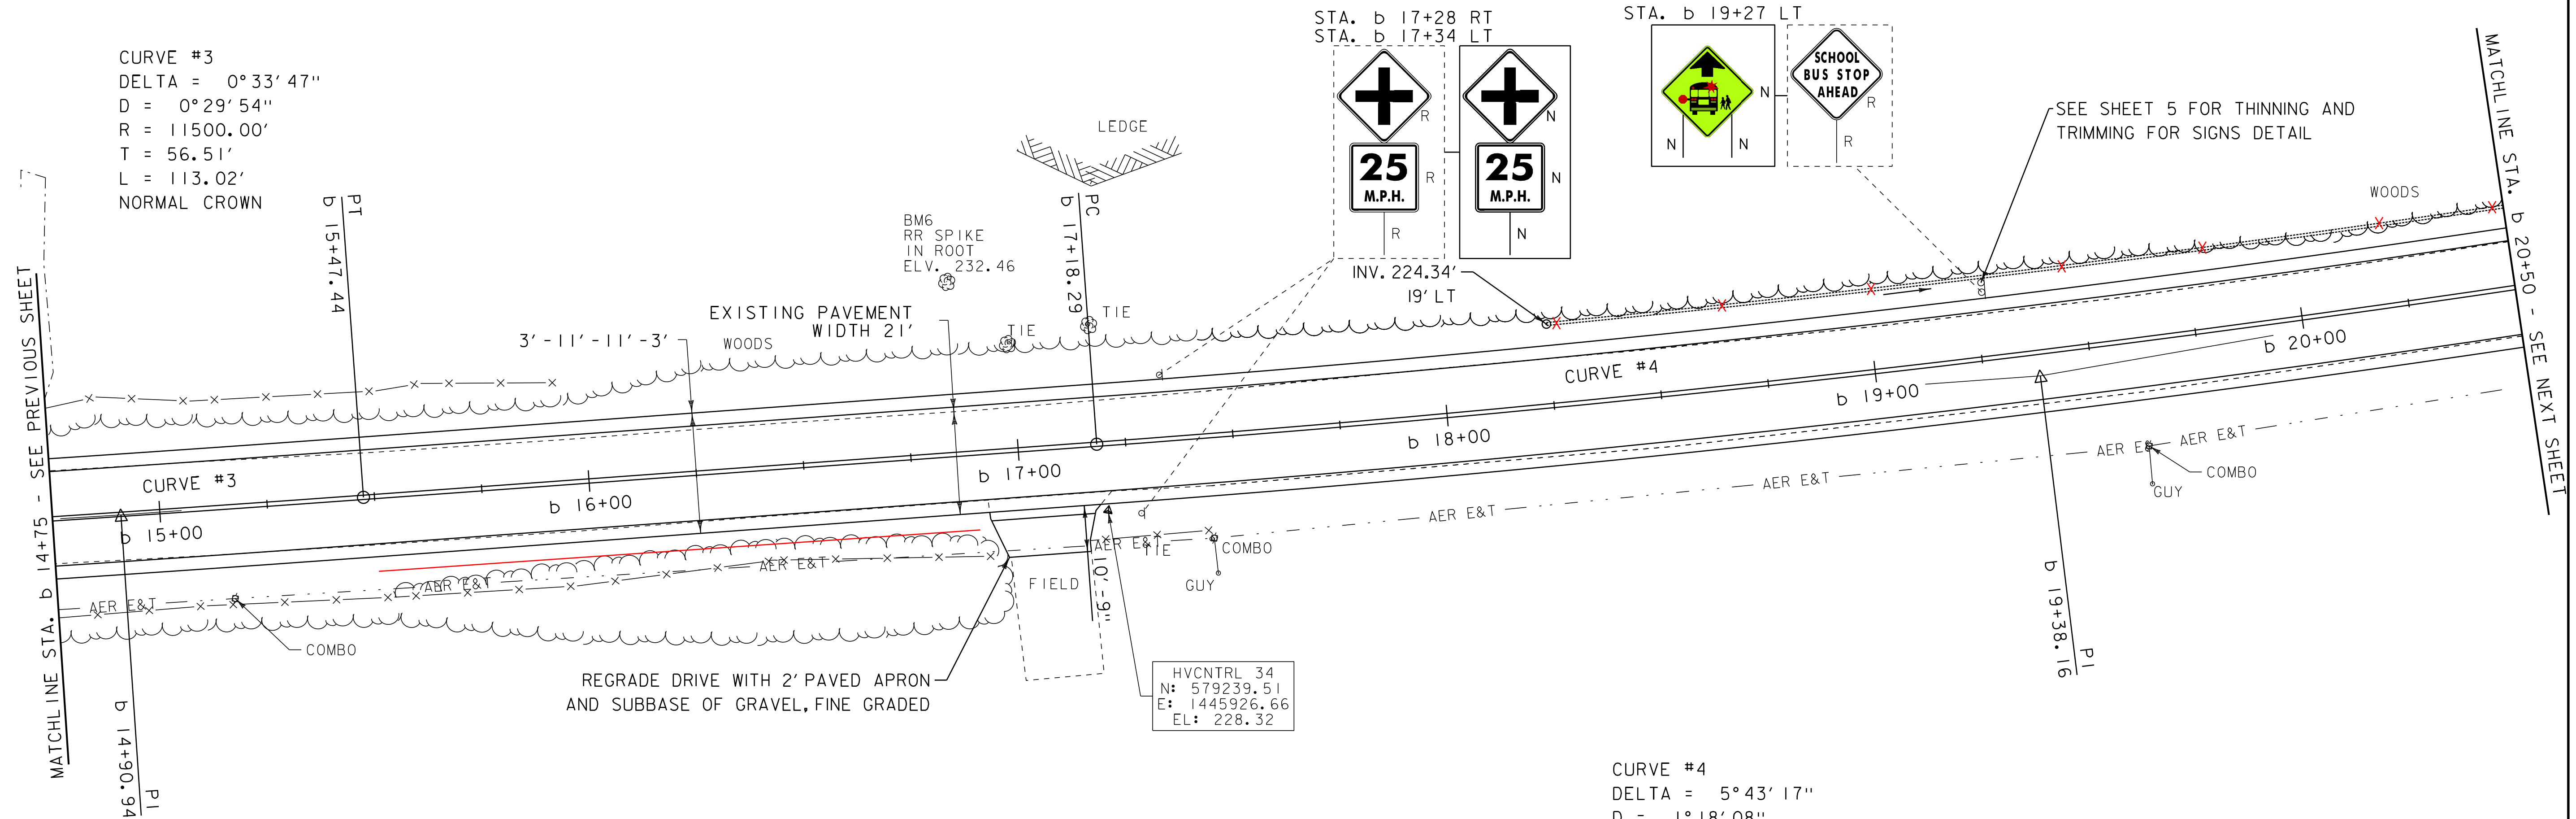 CURVE #3
DELTA = 0°33'47"
D = 0°29'54"
R = 11500.00'
T = 56.51'
L = 113.02'
NORMAL CROWN
PT
b 15+47.44
BM6
RR SPIKE
IN ROOT
ELV. 232.46
LEDGE
PC
b 17+18.29
STA. b 17+28 RT
STA. b 17+34 LT
R
25
M.P.H.
R
R
N
25
M.P.H.
N
N
STA. b 19+27 LT
N
N
N
SCHOOL
BUS STOP
AHEAD
R
R
SEE SHEET 5 FOR THINNING AND
TRIMMING FOR SIGNS DETAIL
WOODS
MATCHLINE STA. b 20+50 - SEE NEXT SHEET
INV. 224.34'
19' LT
EXISTING PAVEMENT
WIDTH 21'
3'-11'-11'-3'
WOODS
TIE
TIE
MATCHLINE STA. b 14+75 - SEE PREVIOUS SHEET
CURVE #3
CURVE #4
b 15+00
b 16+00
b 17+00
b 18+00
b 19+00
b 20+00
AER E&T
AER E&T
AER E&T
AER E&T
TIE
AER E&T
AER E&T
AER E&T
AER E&T
COMBO
COMBO
COMBO
GUY
GUY
FIELD
10'-9"
REGRADE DRIVE WITH 2' PAVED APRON
AND SUBBASE OF GRAVEL, FINE GRADED
HVCNTRL 34
N: 579239.51
E: 1445926.66
EL: 228.32
b 14+90.94
PI
b 19+38.16
PI
CURVE #4
DELTA = 5°43'17"
D = 1°18'08"